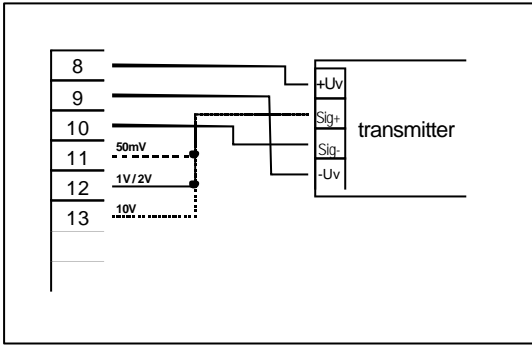 8
9
10
11
12
13
50mV
1V/2V
10V
+Uv
Sig+
Sig-
-Uv
transmitter